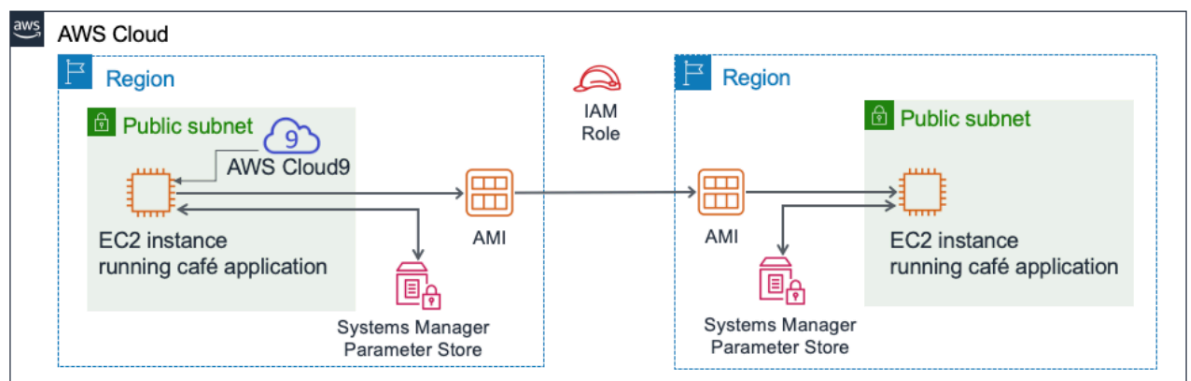 aws
AWS Cloud
Region
Public subnet
9
AWS Cloud9
EC2 instance
running café application
AMI
Systems Manager
Parameter Store
IAM
Role
Region
Public subnet
AMI
EC2 instance
running café application
Systems Manager
Parameter Store